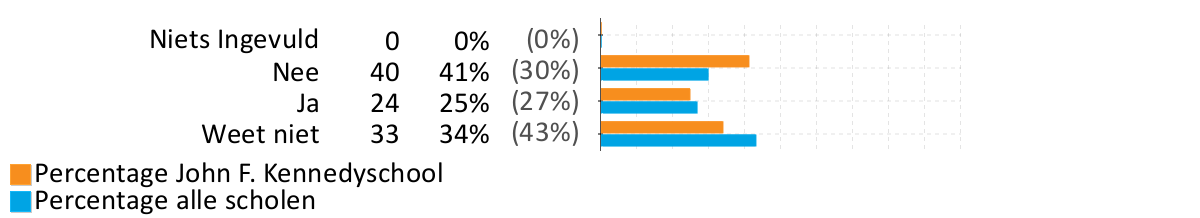 Niets Ingevuld 0 0% (0%)
Nee 40 41% (30%)
Ja 24 25% (27%)
Weet niet 33 34% (43%)
Percentage John F. Kennedyschool
Percentage alle scholen